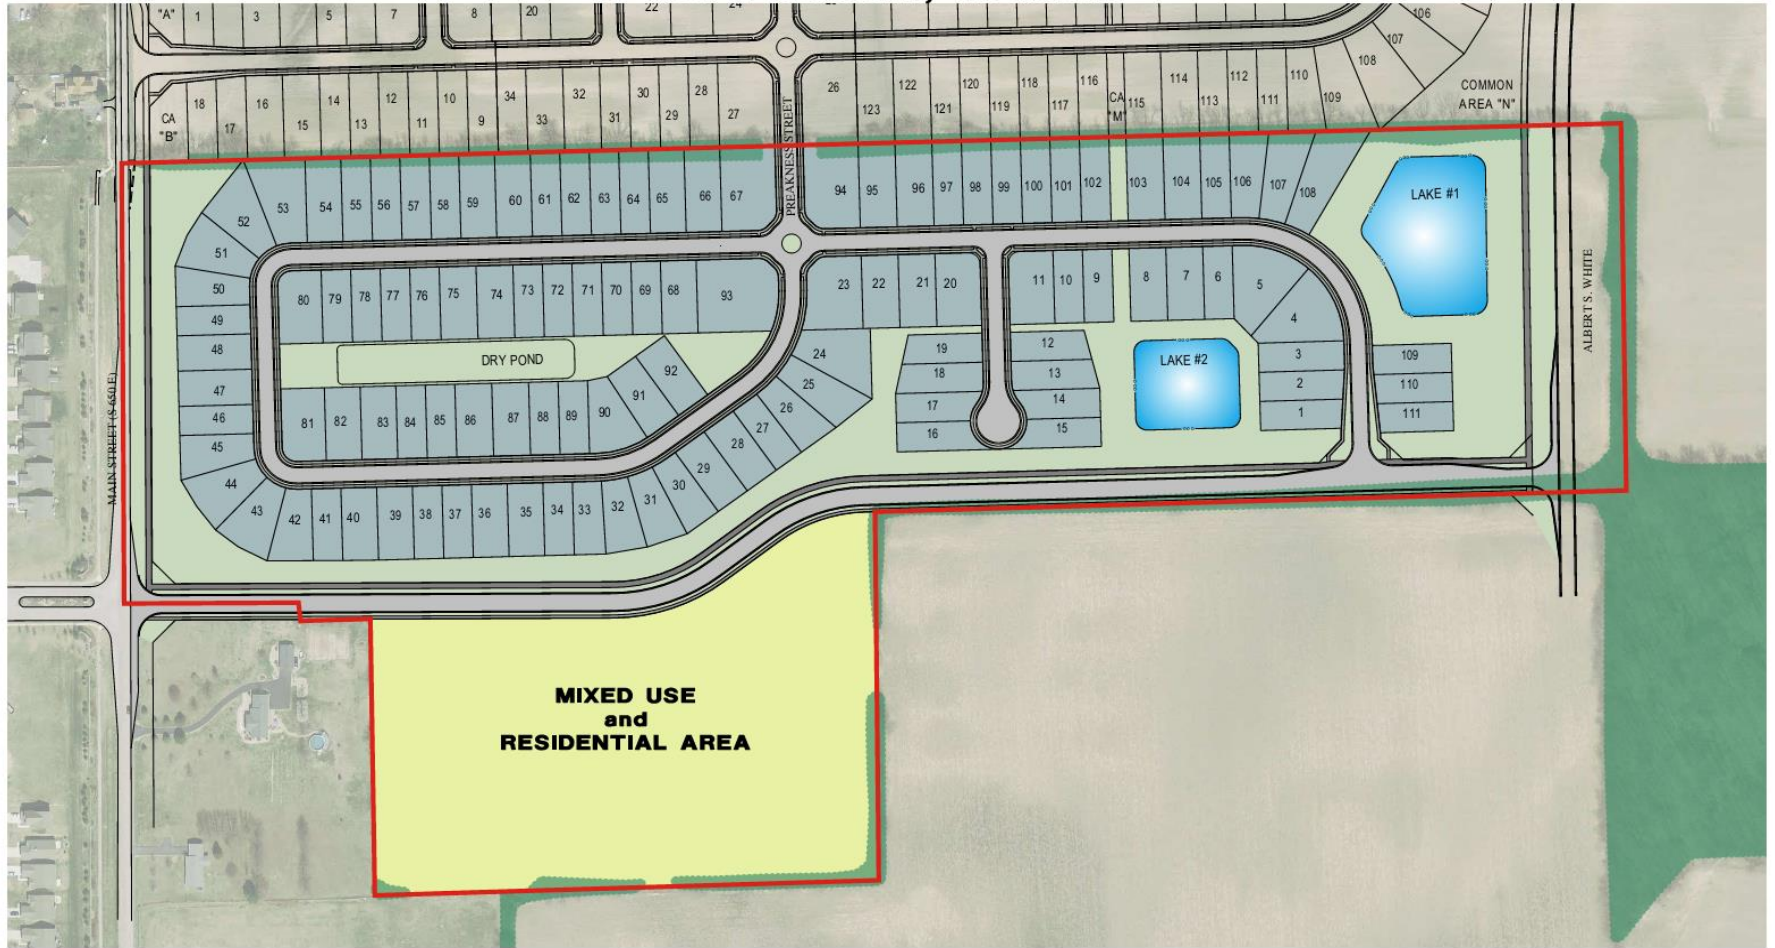 "A" 1 3 5 7 8 20 22 24
106
107
108
COMMON
AREA "N"
CA
"B"
18 16 14 12 10 34 32 30 28
17 15 13 11 9 33 31 29 27
26 122 120 118 116 114 112 110
123 121 119 117 115 113 111 109
CA
"M"
PREAKNESS STREET
53 54 55 56 57 58 59 60 61 62 63 64 65 66 67
94 95 96 97 98 99 100 101 102 103 104 105 106 107 108
LAKE #1
52
51
50
49
48
47
46
45
44
43
80 79 78 77 76 75 74 73 72 71 70 69 68 93
23 22 21 20 11 10 9 8 7 6 5
4
3
2
1
DRY POND
92
91
90
81 82 83 84 85 86 87 88 89
24
25
26
27
28
29
30
31
32
42 41 40 39 38 37 36 35 34 33
19 12
18 13
17 14
16 15
LAKE #2
109
110
111
ALBERT S. WHITE
MAIN STREET (S 650 E)
MIXED USE
and
RESIDENTIAL AREA